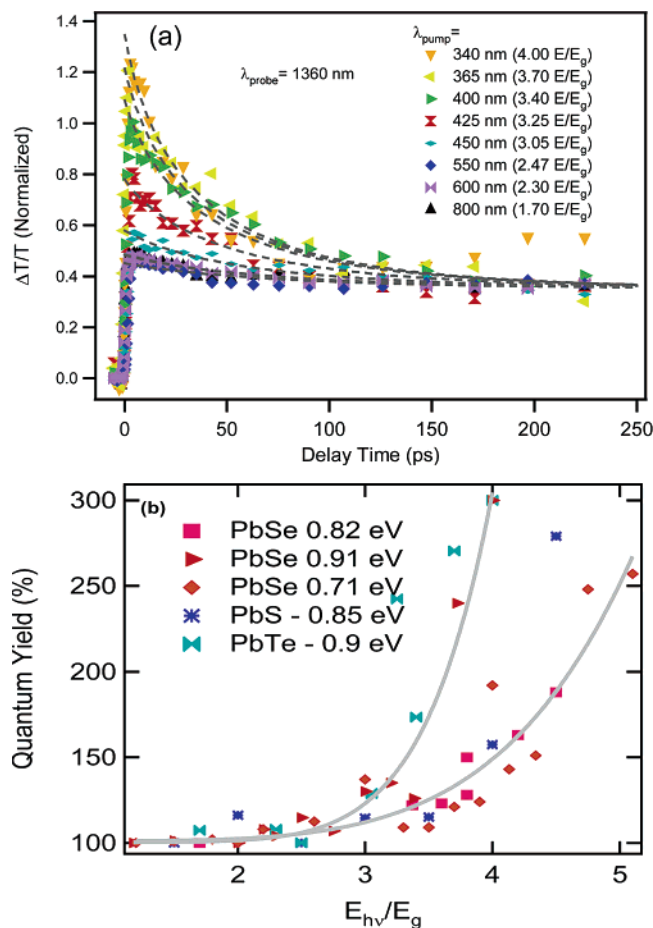 (a)
λpump=
λprobe= 1360 nm
340 nm (4.00 E/Eg)
365 nm (3.70 E/Eg)
400 nm (3.40 E/Eg)
425 nm (3.25 E/Eg)
450 nm (3.05 E/Eg)
550 nm (2.47 E/Eg)
600 nm (2.30 E/Eg)
800 nm (1.70 E/Eg)
ΔT/T (Normalized)
1.4
1.2
1.0
0.8
0.6
0.4
0.2
0.0
0 50 100 150 200 250
Delay Time (ps)
(b)
PbSe 0.82 eV
PbSe 0.91 eV
PbSe 0.71 eV
PbS - 0.85 eV
PbTe - 0.9 eV
Quantum Yield (%)
300
250
200
150
100
2 3 4 5
Ehν/Eg